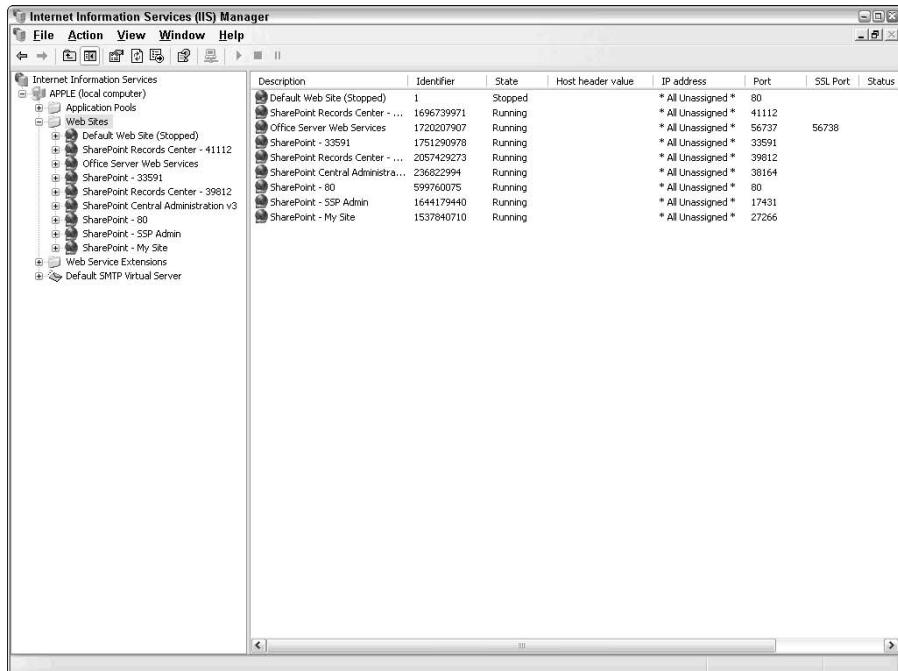 Internet Information Services (IIS) Manager
File Action View Window Help
Internet Information Services
APPLE (local computer)
Application Pools
Web Sites
Default Web Site (Stopped)
SharePoint Records Center - 41112
Office Server Web Services
SharePoint - 33591
SharePoint Records Center - 39812
SharePoint Central Administration v3
SharePoint - 80
SharePoint - SSP Admin
SharePoint - My Site
Web Service Extensions
Default SMTP Virtual Server
Description Identifier State Host header value IP address Port SSL Port Status
Default Web Site (Stopped) 1 Stopped * All Unassigned * 80
SharePoint Records Center - ... 1696739971 Running * All Unassigned * 41112
Office Server Web Services 1720207907 Running * All Unassigned * 56737 56738
SharePoint - 33591 1751290978 Running * All Unassigned * 33591
SharePoint Records Center - ... 2057429273 Running * All Unassigned * 39812
SharePoint Central Administra... 236822994 Running * All Unassigned * 38164
SharePoint - 80 599760075 Running * All Unassigned * 80
SharePoint - SSP Admin 1644179440 Running * All Unassigned * 17431
SharePoint - My Site 1537840710 Running * All Unassigned * 27266